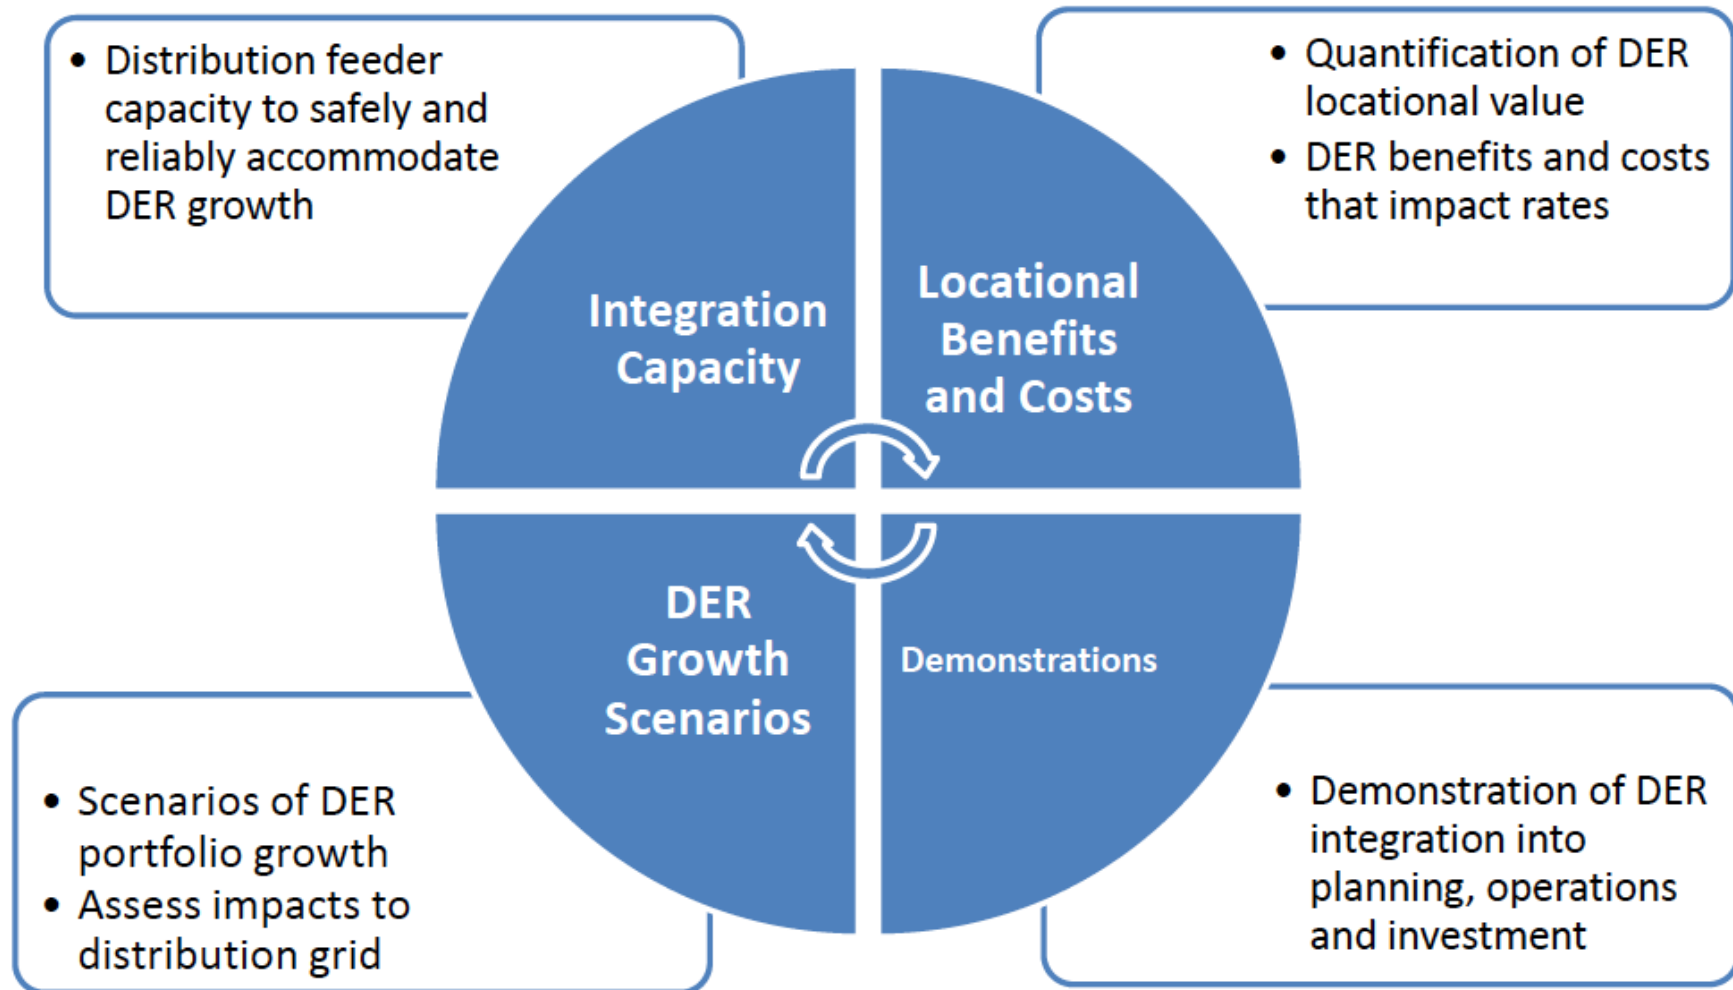 • Distribution feeder
capacity to safely and
reliably accommodate
DER growth
• Quantification of DER
locational value
• DER benefits and costs
that impact rates
Integration
Capacity
Locational
Benefits
and Costs
DER
Growth
Scenarios
Demonstrations
• Scenarios of DER
portfolio growth
• Assess impacts to
distribution grid
• Demonstration of DER
integration into
planning, operations
and investment